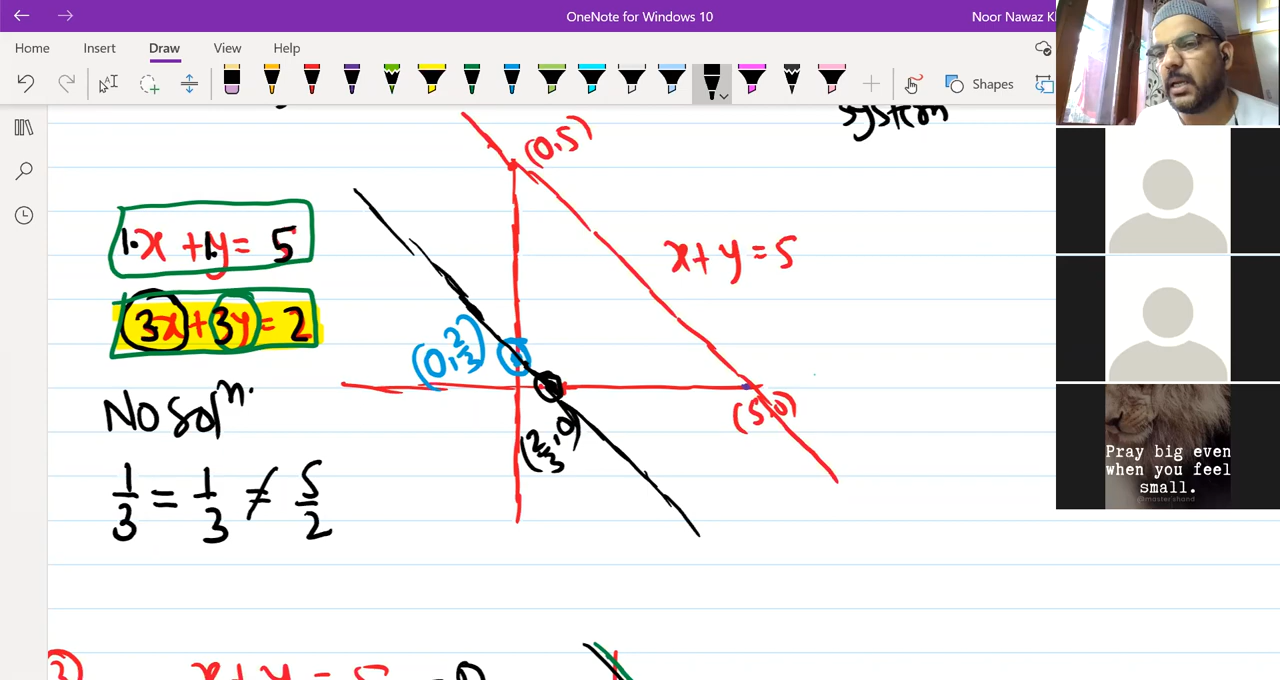 OneNote for Windows 10
Noor Nawaz K
Home Insert Draw View Help
Shapes
system
(0,5)
1.x + 1.y = 5
x + y = 5
3x + 3y = 2
(0, 2/3)
No solⁿ.
(5,0)
(2/3, 0)
1/3 = 1/3 ≠ 5/2
x + y = 5
Pray big even
when you feel
small.